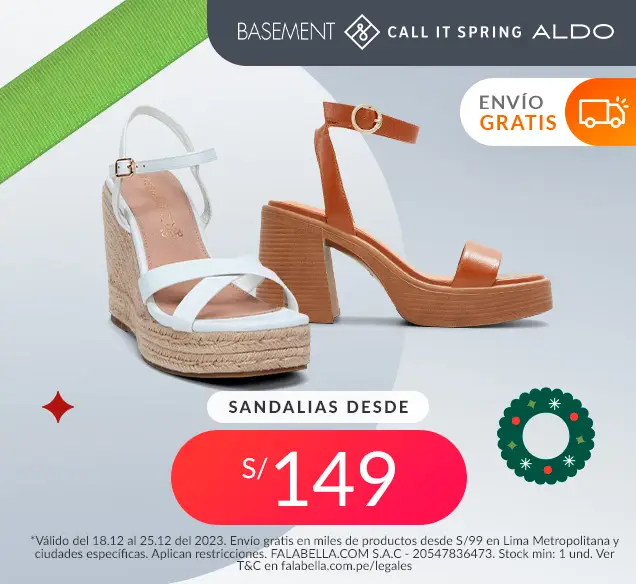 BASEMENT CALL IT SPRING ALDO
ENVÍO
GRATIS
SANDALIAS DESDE
S/149
*Válido del 18.12 al 25.12 del 2023. Envío gratis en miles de productos desde S/99 en Lima Metropolitana y
ciudades específicas. Aplican restricciones. FALABELLA.COM S.A.C - 20547836473. Stock min: 1 und. Ver
T&C en falabella.com.pe/legales